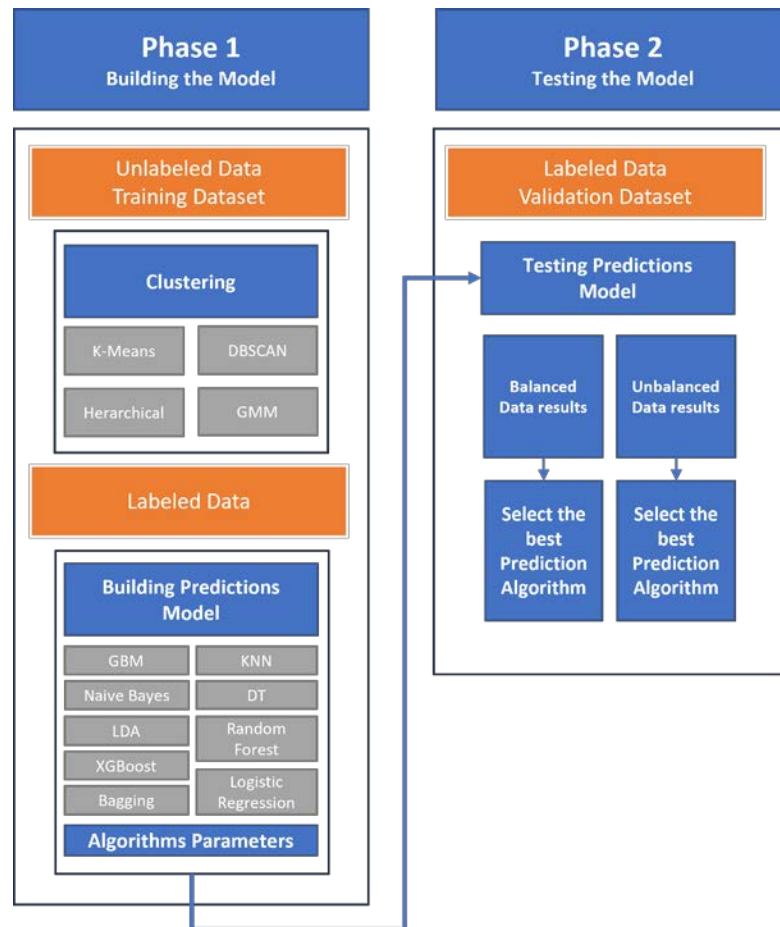 Phase 1
Building the Model
Unlabeled Data
Training Dataset
Clustering
K-Means
DBSCAN
Herarchical
GMM
Labeled Data
Building Predictions
Model
GBM
KNN
Naive Bayes
DT
LDA
Random
Forest
XGBoost
Logistic
Regression
Bagging
Algorithms Parameters
Phase 2
Testing the Model
Labeled Data
Validation Dataset
Testing Predictions
Model
Balanced
Data results
Unbalanced
Data results
Select the
best
Prediction
Algorithm
Select the
best
Prediction
Algorithm